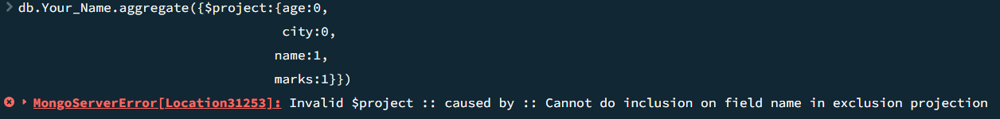 > db.Your_Name.aggregate({$project:{age:0,
city:0,
name:1,
marks:1}})
MongoServerError[Location31253]: Invalid $project :: caused by :: Cannot do inclusion on field name in exclusion projection